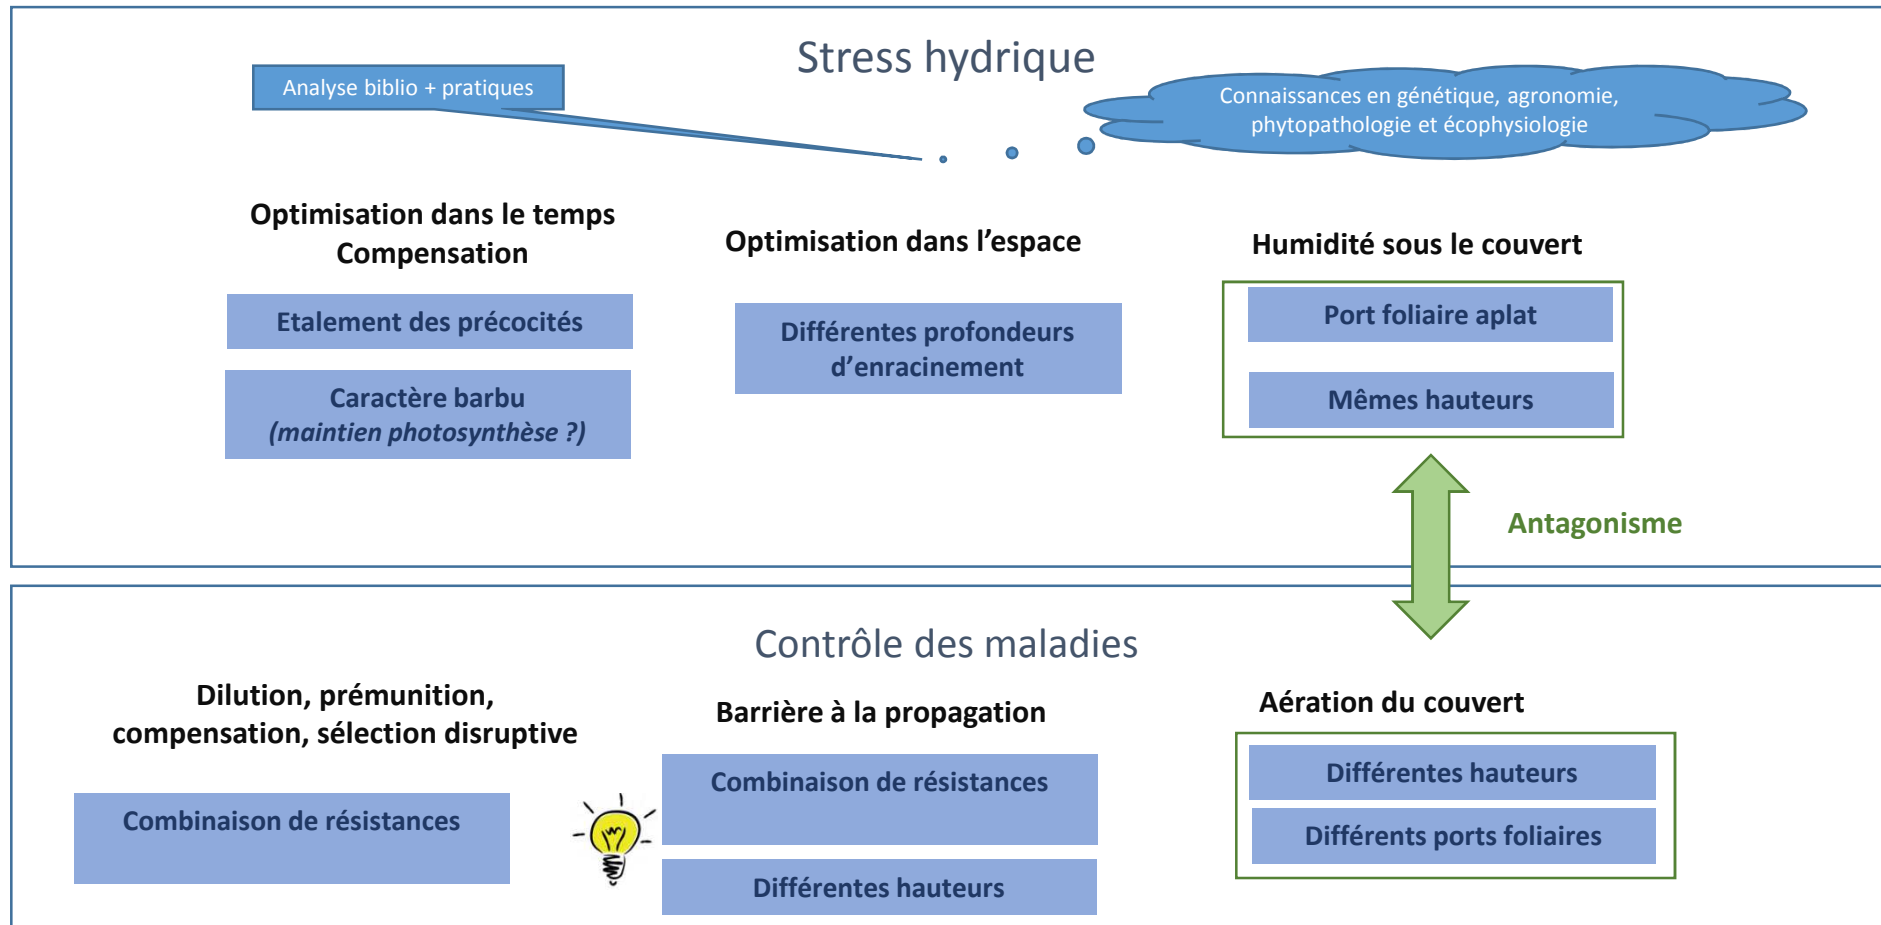 Stress hydrique
Analyse biblio + pratiques
Connaissances en génétique, agronomie,
phytopathologie et écophysiologie
Optimisation dans le temps
Compensation
Etalement des précocités
Caractère barbu
(maintien photosynthèse ?)
Optimisation dans l’espace
Différentes profondeurs
d’enracinement
Humidité sous le couvert
Port foliaire aplat
Mêmes hauteurs
Antagonisme
Contrôle des maladies
Dilution, prémunition,
compensation, sélection disruptive
Combinaison de résistances
Barrière à la propagation
Combinaison de résistances
Différentes hauteurs
Aération du couvert
Différentes hauteurs
Différents ports foliaires